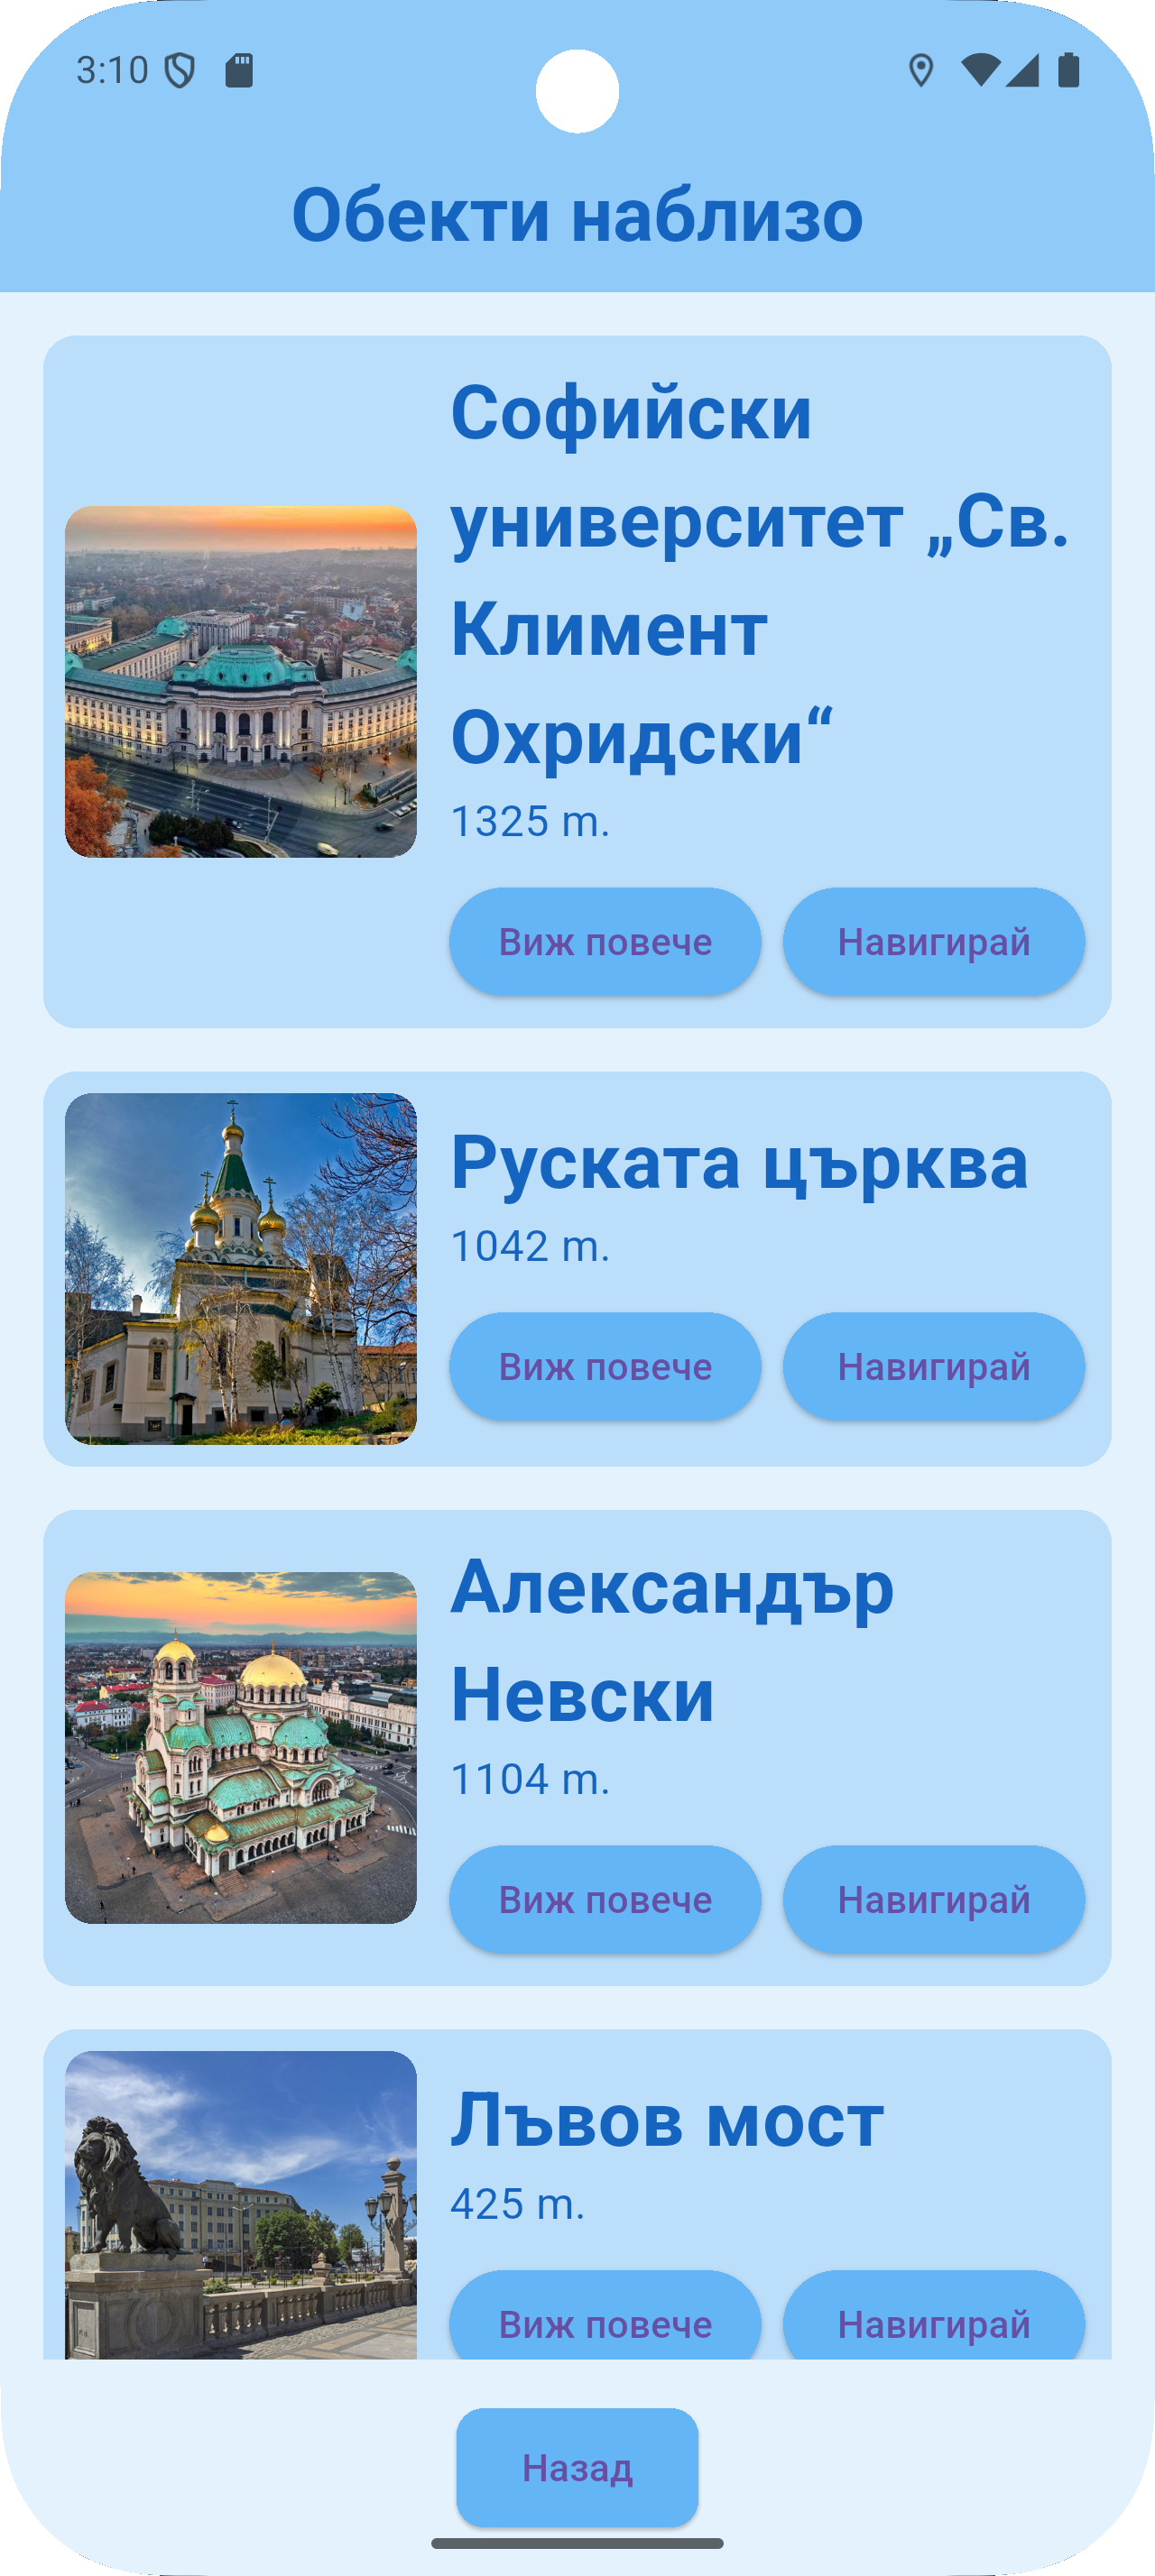 3:10
Обекти наблизо
Софийски
университет „Св.
Климент
Охридски“
1325 m.
Виж повече
Навигирай
Руската църква
1042 m.
Виж повече
Навигирай
Александър
Невски
1104 m.
Виж повече
Навигирай
Лъвов мост
425 m.
Виж повече
Навигирай
Назад